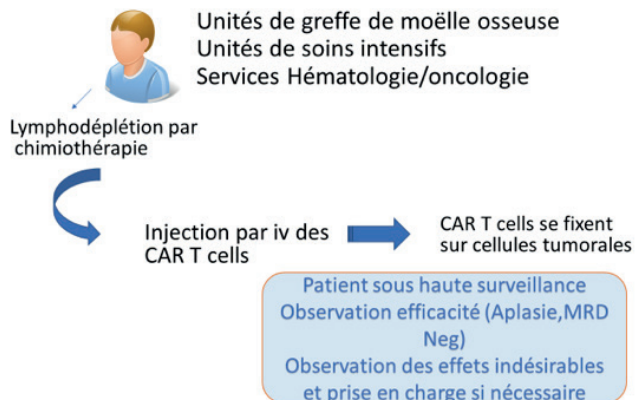 Unités de greffe de moëlle osseuse
Unités de soins intensifs
Services Hématologie/oncologie
Lymphodéplétion par
chimiothérapie
Injection par iv des
CAR T cells
CAR T cells se fixent
sur cellules tumorales
Patient sous haute surveillance
Observation efficacité (Aplasie,MRD
Neg)
Observation des effets indésirables
et prise en charge si nécessaire